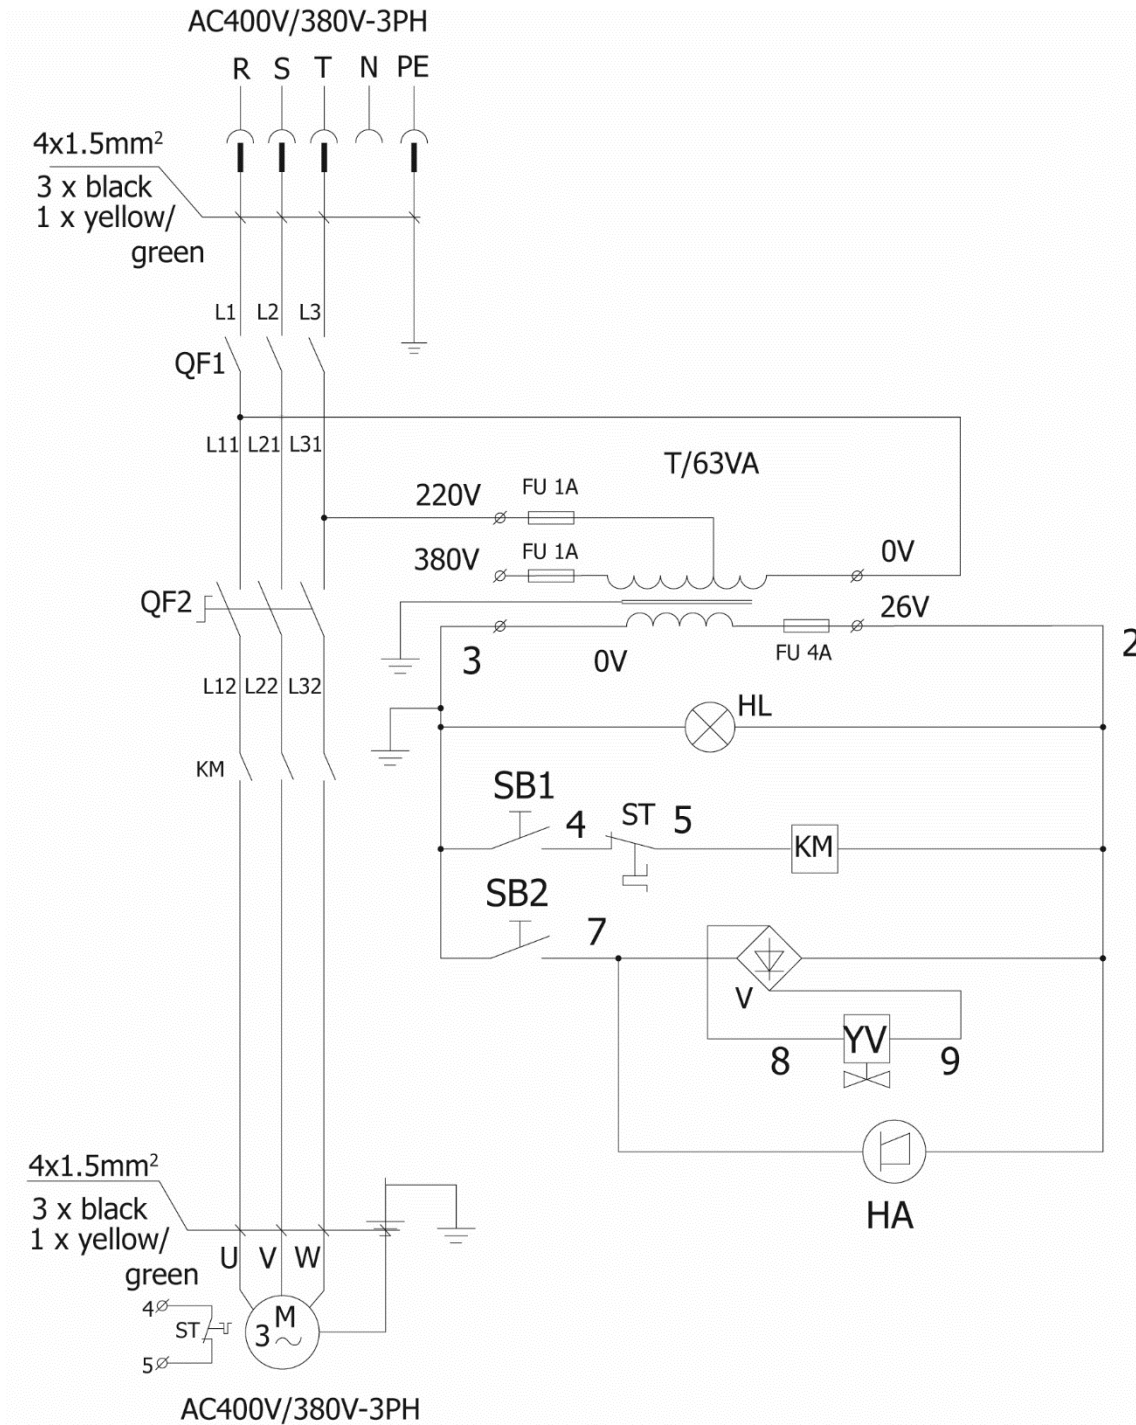 AC400V/380V-3PH
R S T N PE
4x1.5mm²
3 x black
1 x yellow/
green
L1 L2 L3
QF1
L11 L21 L31
T/63VA
220V
FU 1A
380V
FU 1A
0V
QF2
26V
3
0V
FU 4A
2
L12 L22 L32
HL
KM
SB1
4
ST
5
KM
SB2
7
V
8
YV
9
HA
4x1.5mm²
3 x black
1 x yellow/
green
U V W
4
ST
5
M
3
AC400V/380V-3PH